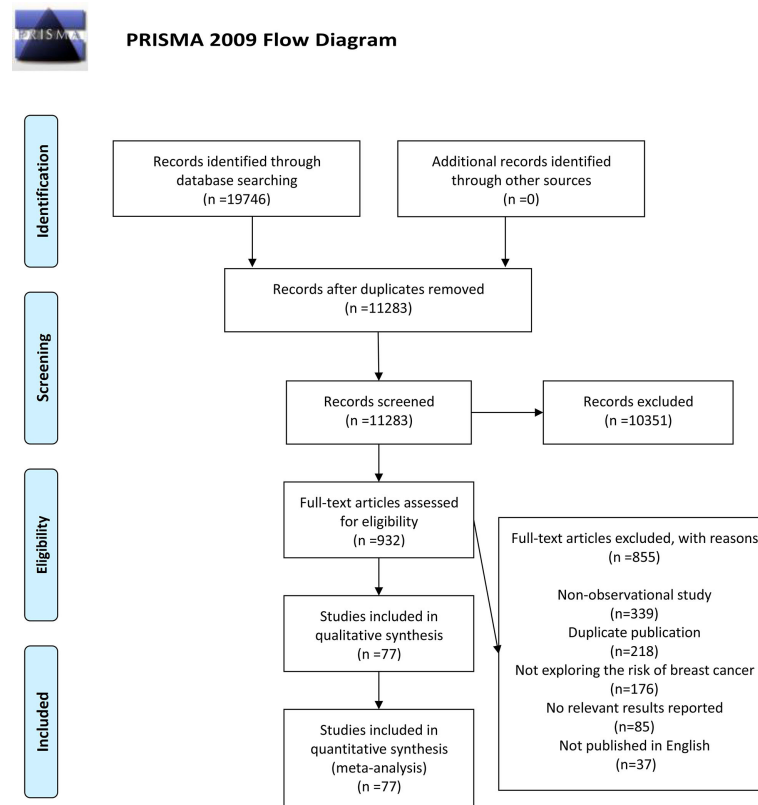 PRISMA
PRISMA 2009 Flow Diagram
Identification
Records identified through
database searching
(n =19746)
Additional records identified
through other sources
(n =0)
Records after duplicates removed
(n =11283)
Screening
Records screened
(n =11283)
Records excluded
(n =10351)
Eligibility
Full-text articles assessed
for eligibility
(n =932)
Full-text articles excluded, with reasons
(n =855)
Non-observational study
(n=339)
Duplicate publication
(n=218)
Not exploring the risk of breast cancer
(n=176)
No relevant results reported
(n=85)
Not published in English
(n=37)
Studies included in
qualitative synthesis
(n =77)
Included
Studies included in
quantitative synthesis
(meta-analysis)
(n =77)